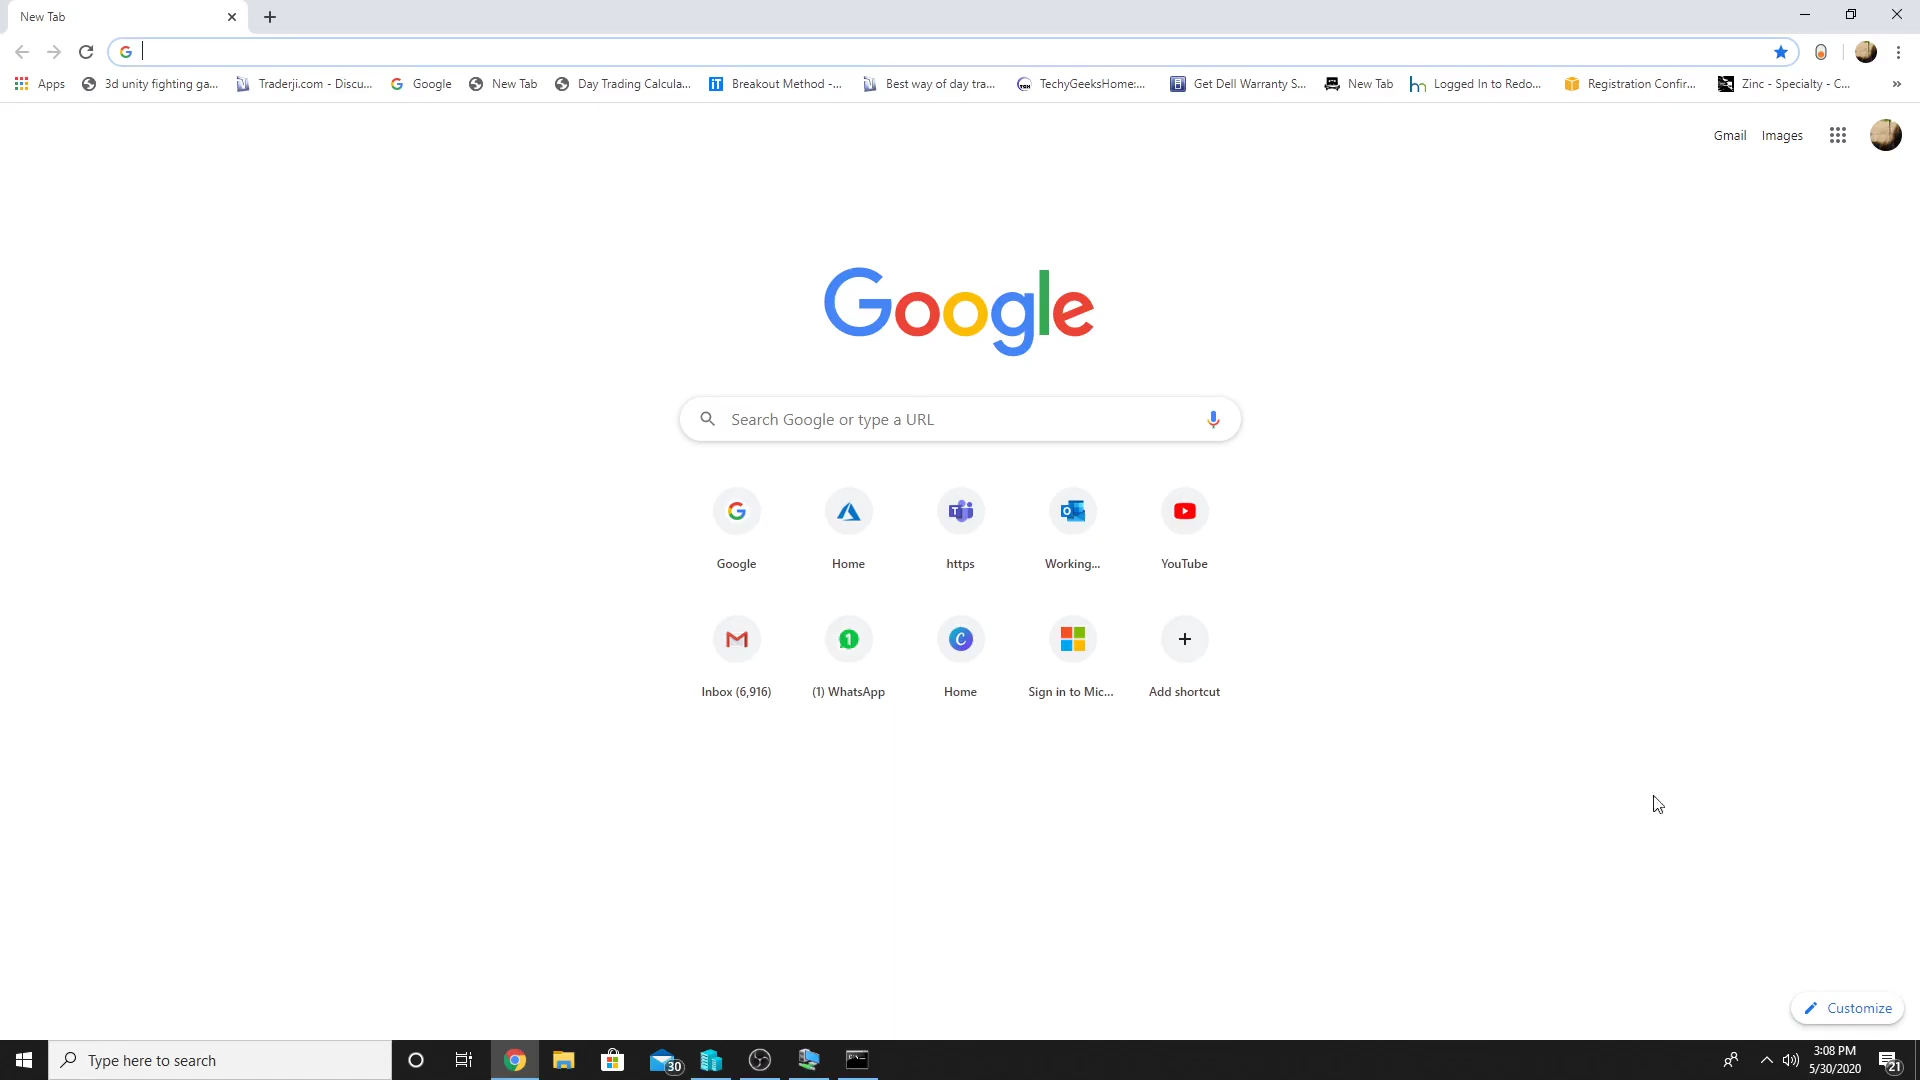 New Tab
Apps 3d unity fighting ga... Traderji.com - Discu... Google New Tab Day Trading Calcula... Breakout Method -... Best way of day tra... TechyGeeksHome:... Get Dell Warranty S... New Tab Logged In to Redo... Registration Confir... Zinc - Specialty - C... »
Gmail Images
Google
Search Google or type a URL
Google Home https Working... YouTube
Inbox (6,916) (1) WhatsApp Home Sign in to Mic... Add shortcut
Customize
Type here to search
30
3:08 PM
5/30/2020
21